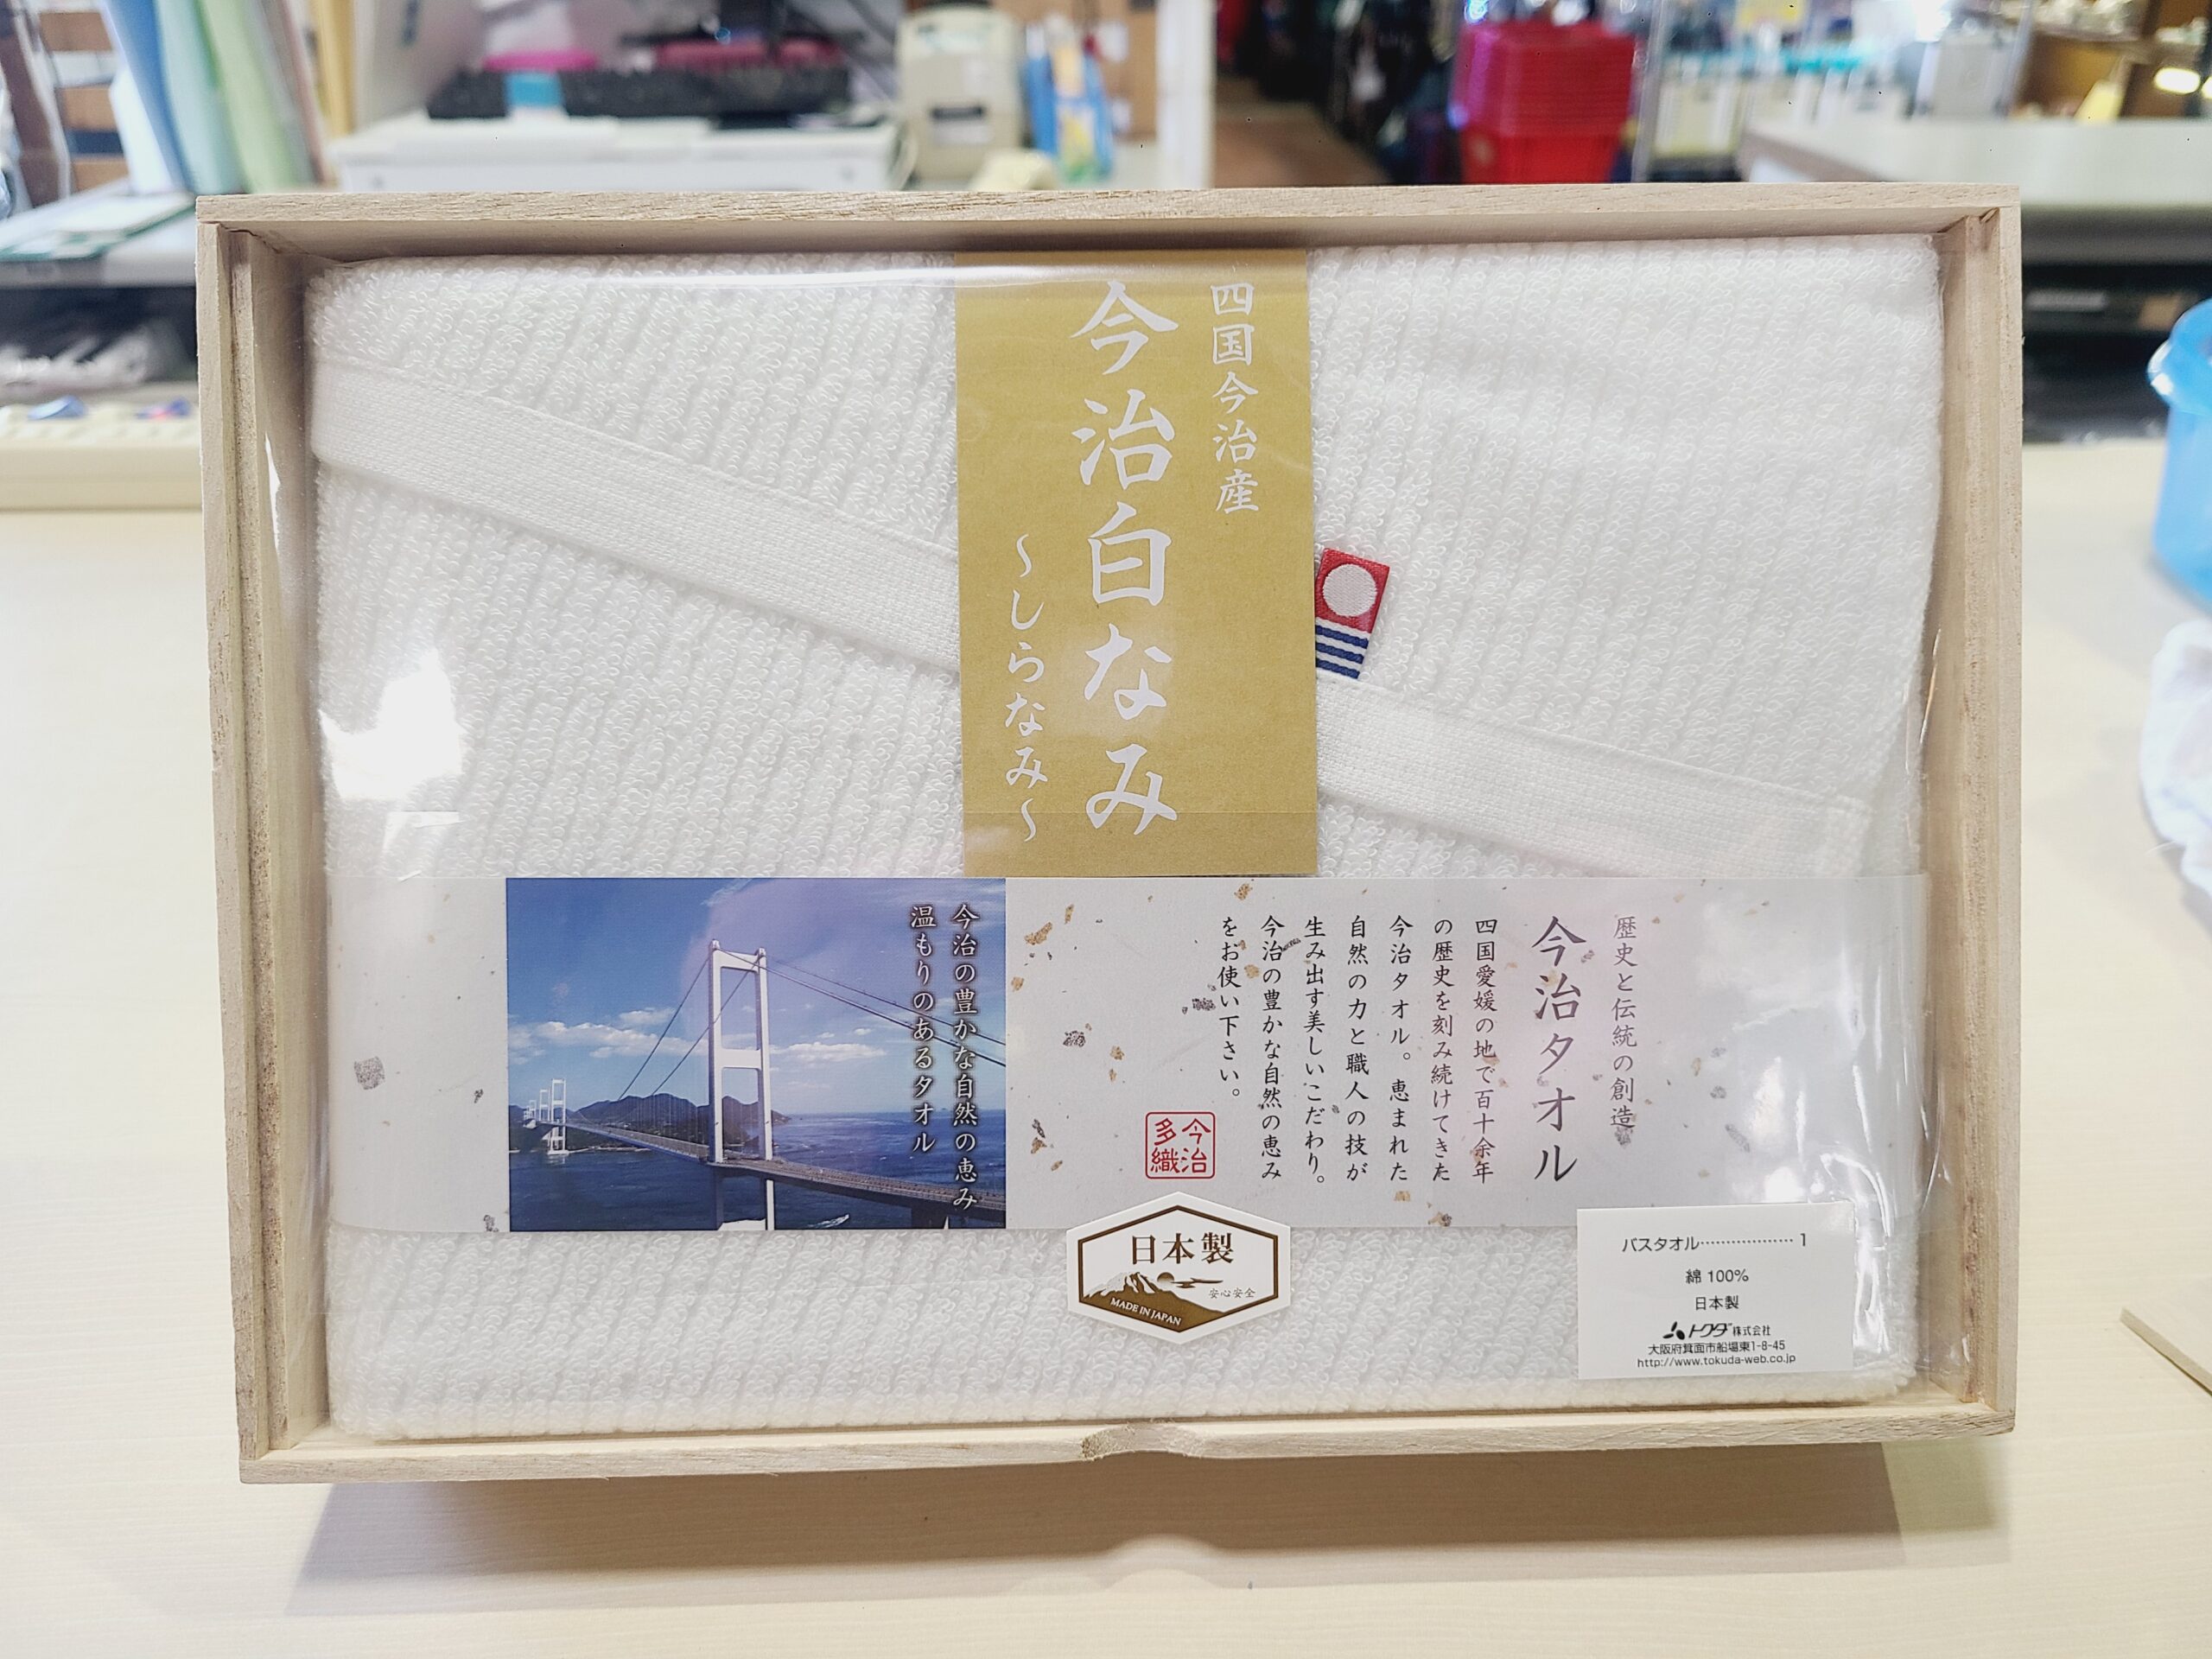 四国今治産
今治白なみ
～しらなみ～
今治の豊かな自然の恵み
温もりのあるタオル
歴史と伝統の創造
今治タオル
四国愛媛の地で百十余年
の歴史を刻み続けてきた
今治タオル。恵まれた
自然の力と職人の技が
生み出す美しいこだわり。
今治の豊かな自然の恵み
をお使い下さい。
今治
多織
日本製
安心安全
MADE IN JAPAN
バスタオル･･････････････････1
綿100%
日本製
トクダ株式会社
大阪府箕面市船場東1-8-45
http://www.tokuda-web.co.jp